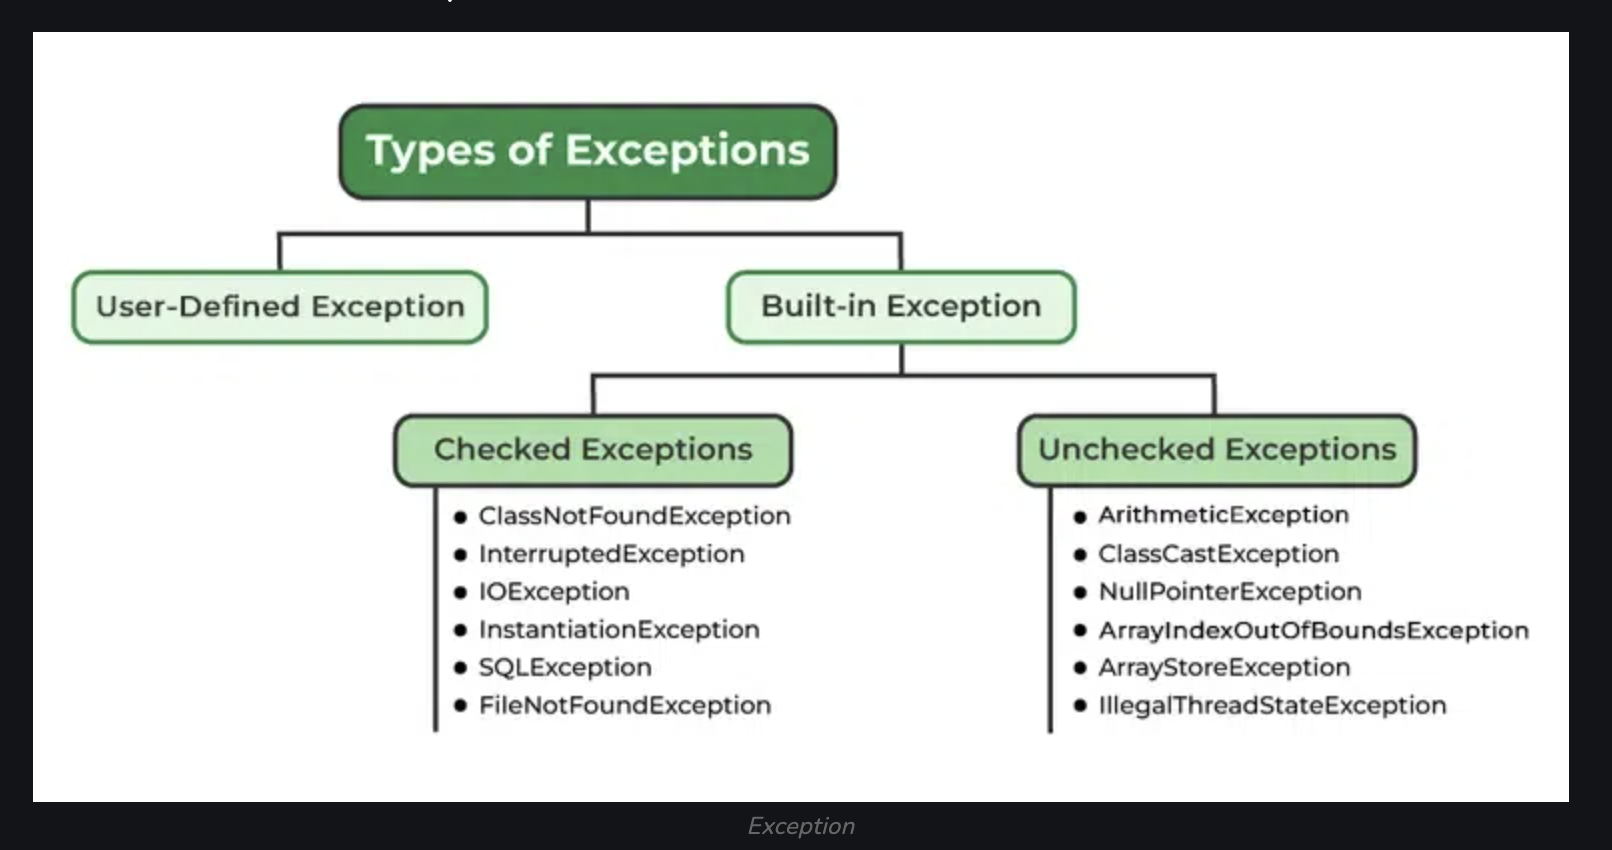 Types of Exceptions
User-Defined Exception
Built-in Exception
Checked Exceptions
ClassNotFoundException
InterruptedException
IOException
InstantiationException
SQLException
FileNotFoundException
Unchecked Exceptions
ArithmeticException
ClassCastException
NullPointerException
ArrayIndexOutOfBoundsException
ArrayStoreException
IllegalThreadStateException
Exception